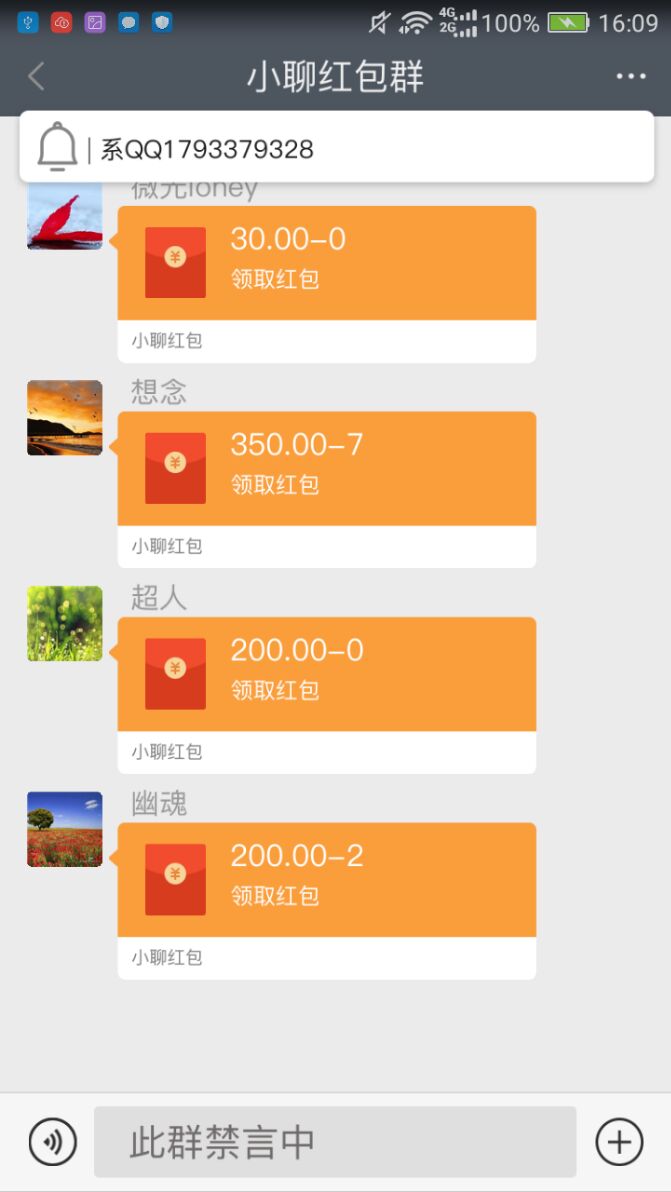 4G
2G
100%
16:09
小聊红包群
系QQ1793379328
微光loney
30.00-0
领取红包
小聊红包
想念
350.00-7
领取红包
小聊红包
超人
200.00-0
领取红包
小聊红包
幽魂
200.00-2
领取红包
小聊红包
此群禁言中